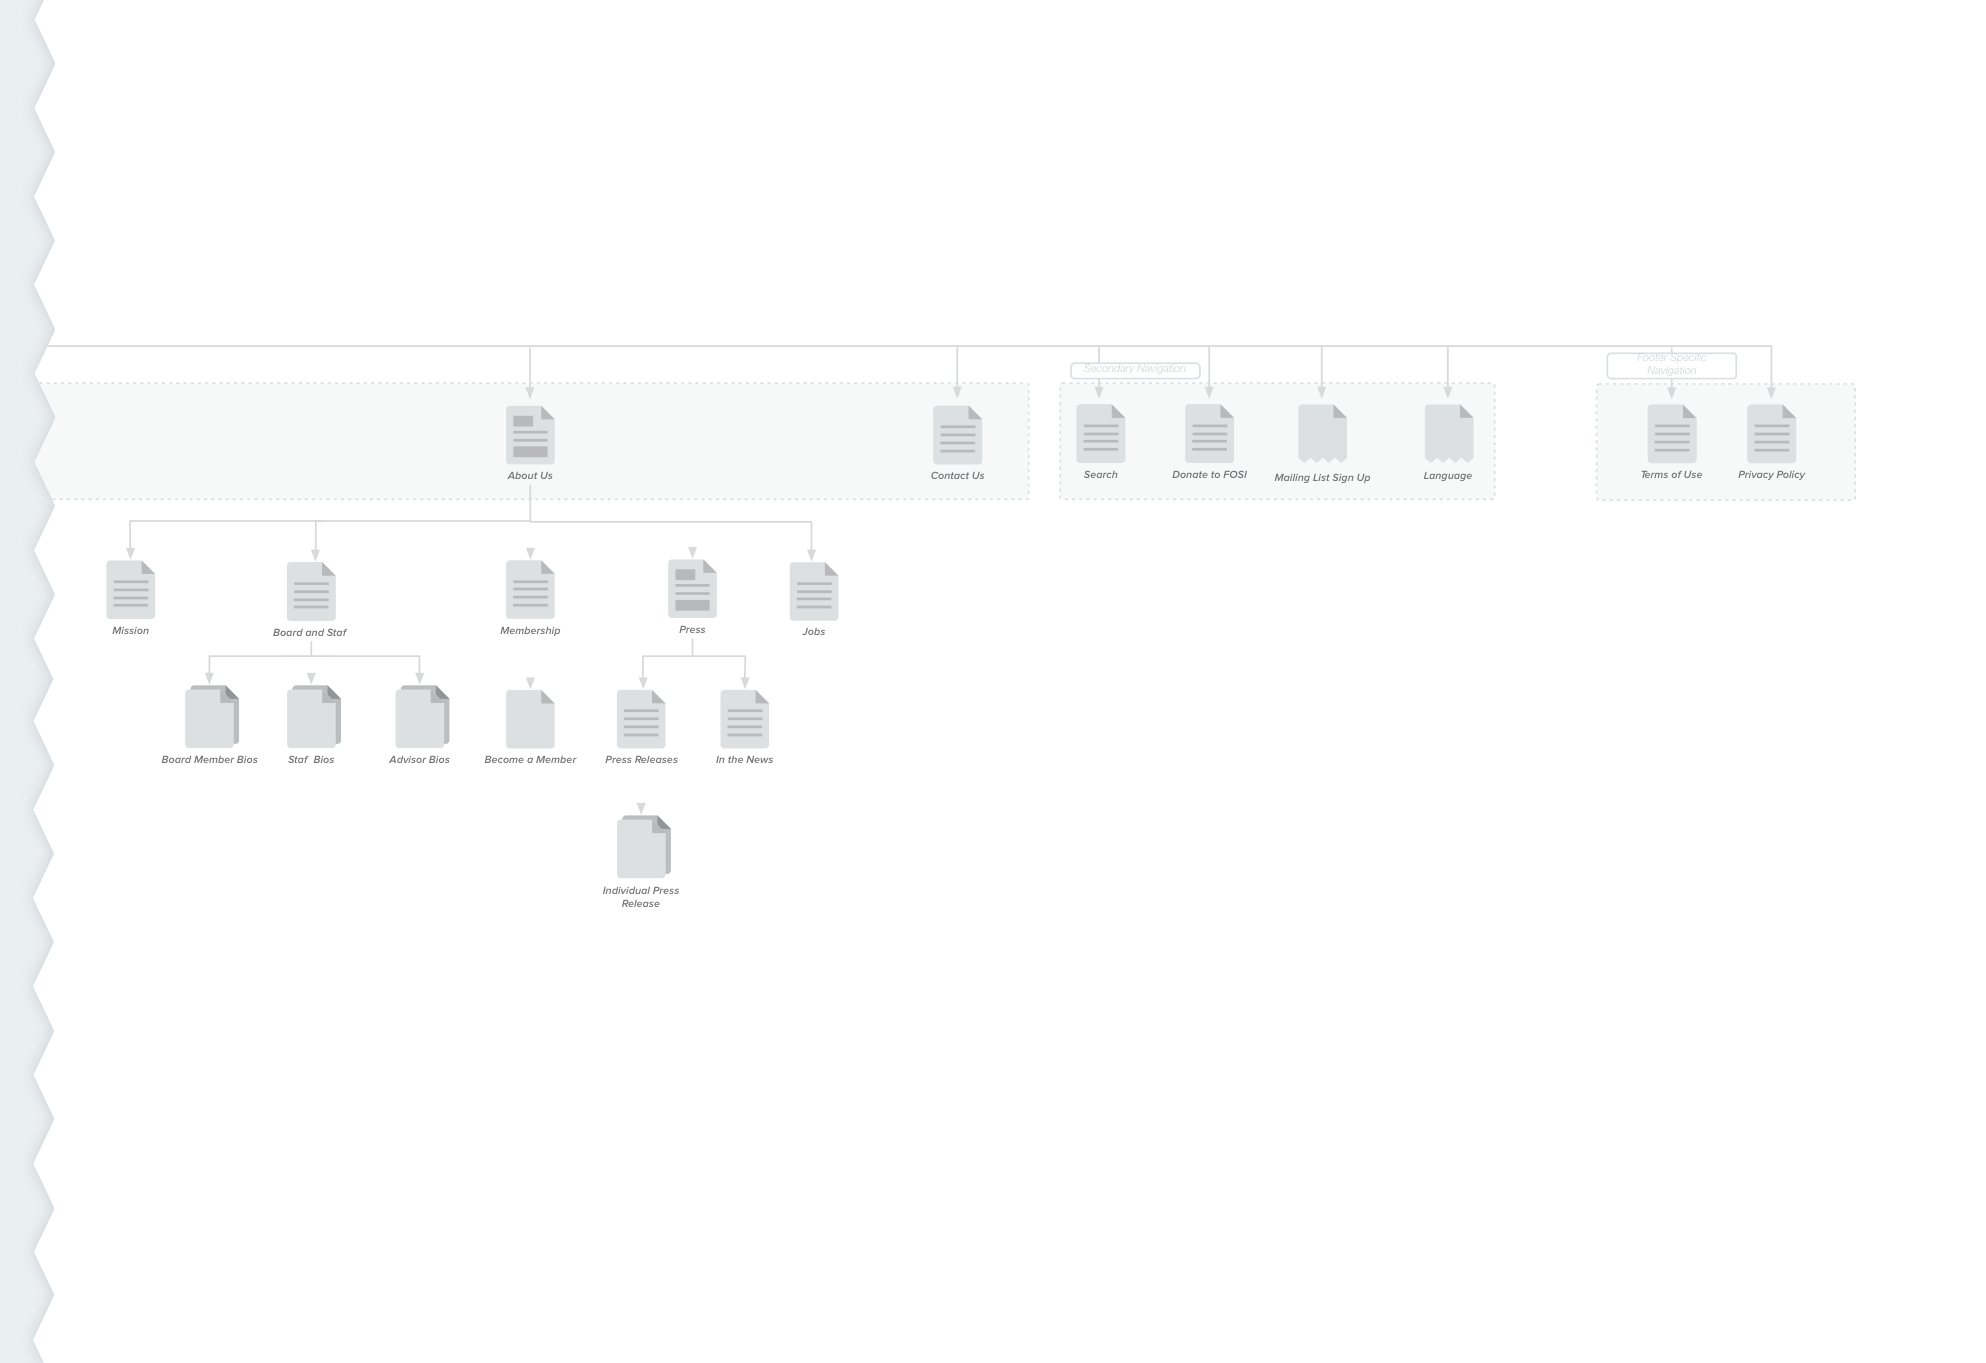 Footer Specific
Navigation
Secondary Navigation
About Us
Contact Us
Search
Donate to FOSI
Mailing List Sign Up
Language
Terms of Use
Privacy Policy
Mission
Board and Staf
Membership
Press
Jobs
Board Member Bios
Staf  Bios
Advisor Bios
Become a Member
Press Releases
In the News
Individual Press
Release